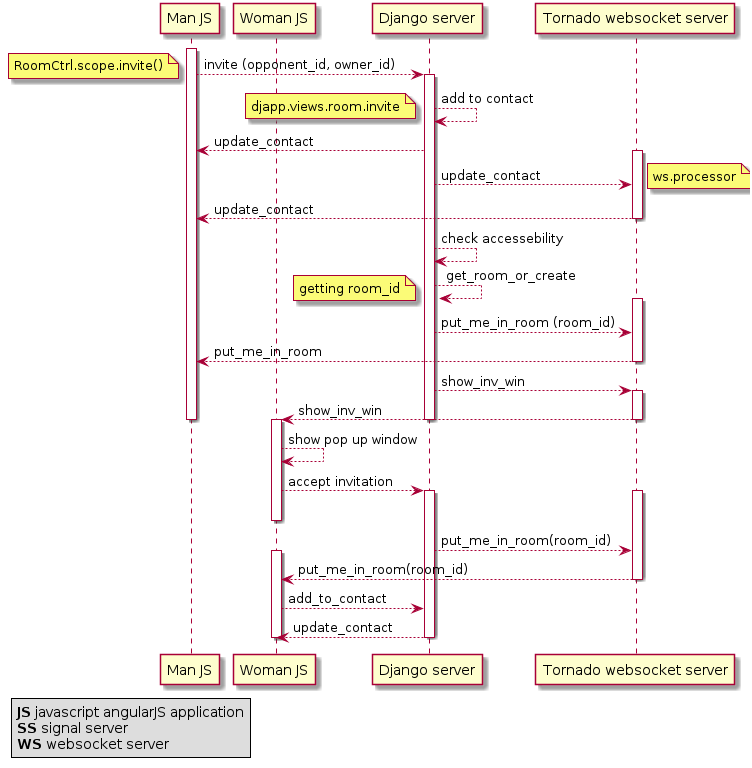 Man JS
Woman JS
Django server
Tornado websocket server
RoomCtrl.scope.invite()
invite (opponent_id, owner_id)
add to contact
djapp.views.room.invite
update_contact
update_contact
ws.processor
update_contact
check accessebility
get_room_or_create
getting room_id
put_me_in_room (room_id)
put_me_in_room
show_inv_win
show_inv_win
show pop up window
accept invitation
put_me_in_room(room_id)
put_me_in_room(room_id)
add_to_contact
update_contact
Man JS
Woman JS
Django server
Tornado websocket server
JS javascript angularJS application
SS signal server
WS websocket server